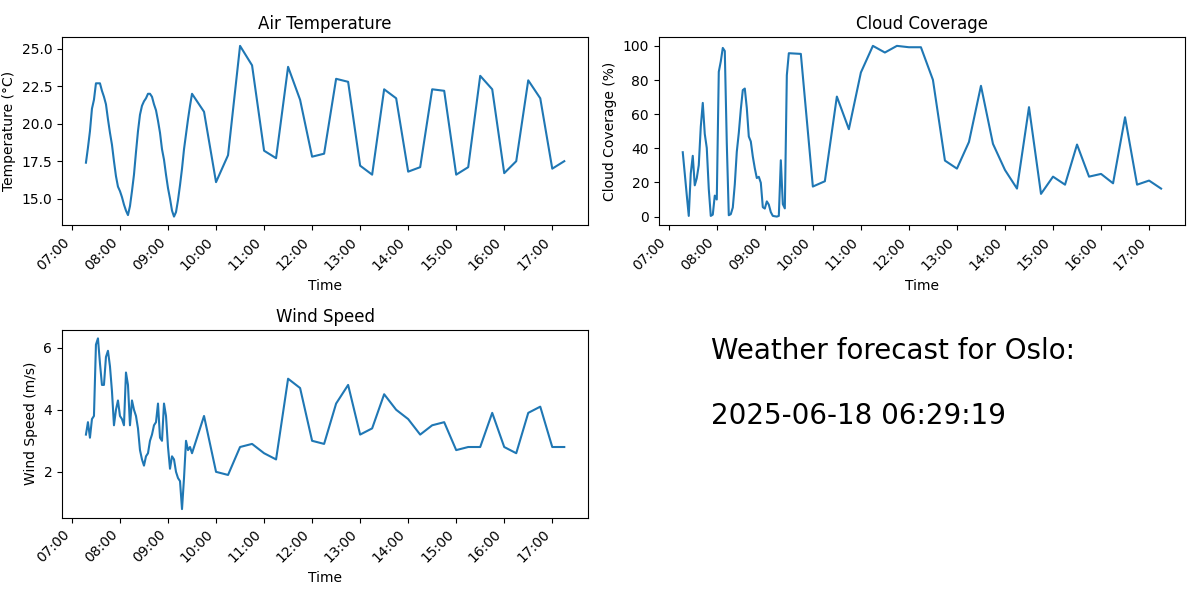 Air Temperature
Temperature (°C)
25.0
22.5
20.0
17.5
15.0
07:00 08:00 09:00 10:00 11:00 12:00 13:00 14:00 15:00 16:00 17:00
Time
Cloud Coverage
Cloud Coverage (%)
100
80
60
40
20
0
07:00 08:00 09:00 10:00 11:00 12:00 13:00 14:00 15:00 16:00 17:00
Time
Wind Speed
Wind Speed (m/s)
6
4
2
07:00 08:00 09:00 10:00 11:00 12:00 13:00 14:00 15:00 16:00 17:00
Time
Weather forecast for Oslo:
2025-06-18 06:29:19